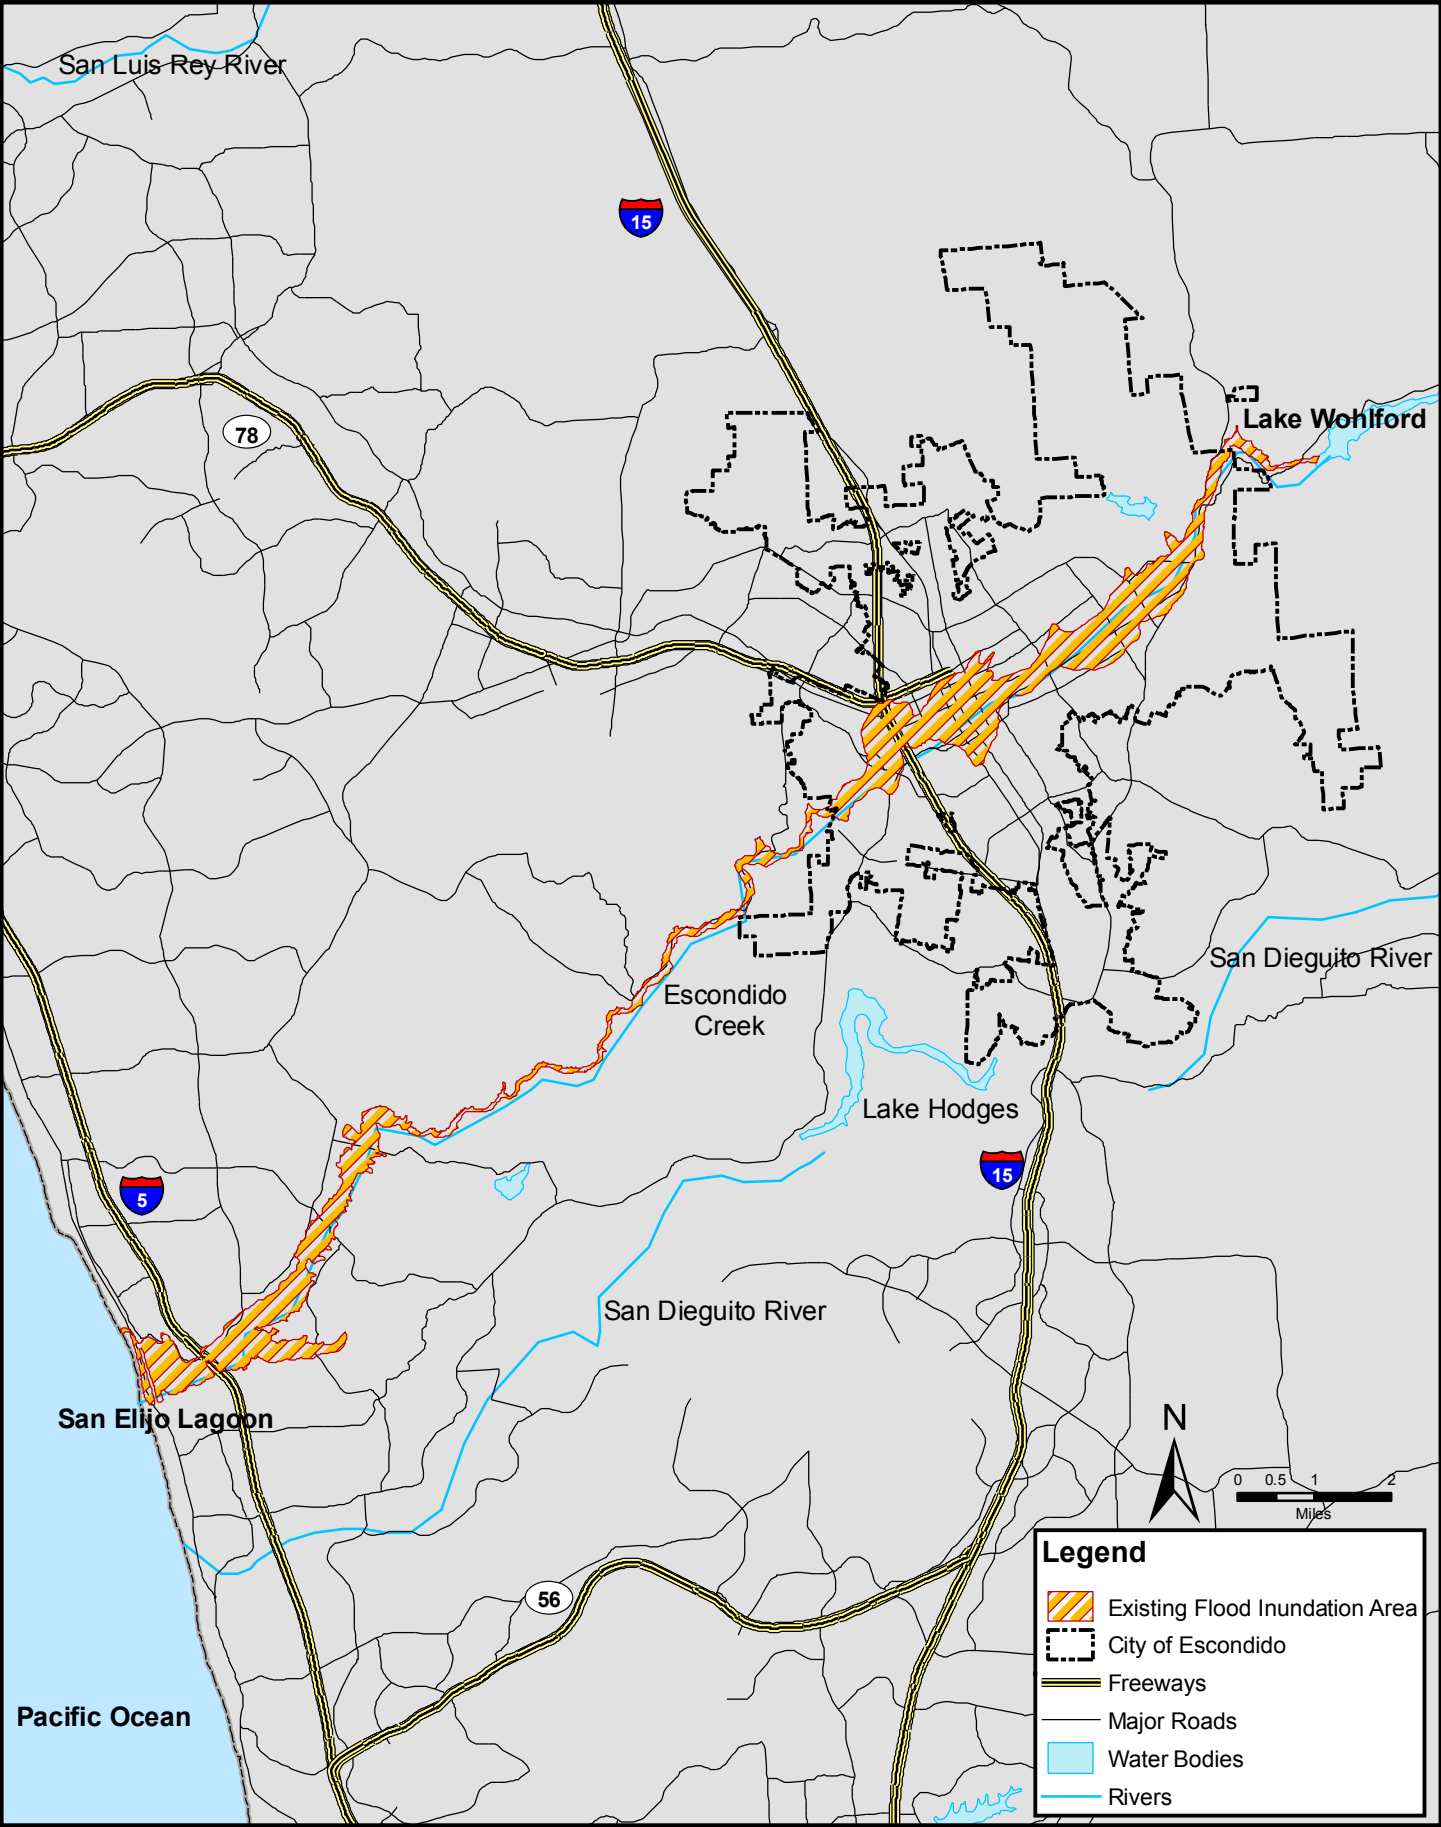 San Luis Rey River
15
78
Lake Wohlford
San Dieguito River
Escondido
Creek
Lake Hodges
15
5
San Dieguito River
San Elijo Lagoon
N
0 0.5 1 2
Miles
56
Pacific Ocean
Legend
Existing Flood Inundation Area
City of Escondido
Freeways
Major Roads
Water Bodies
Rivers